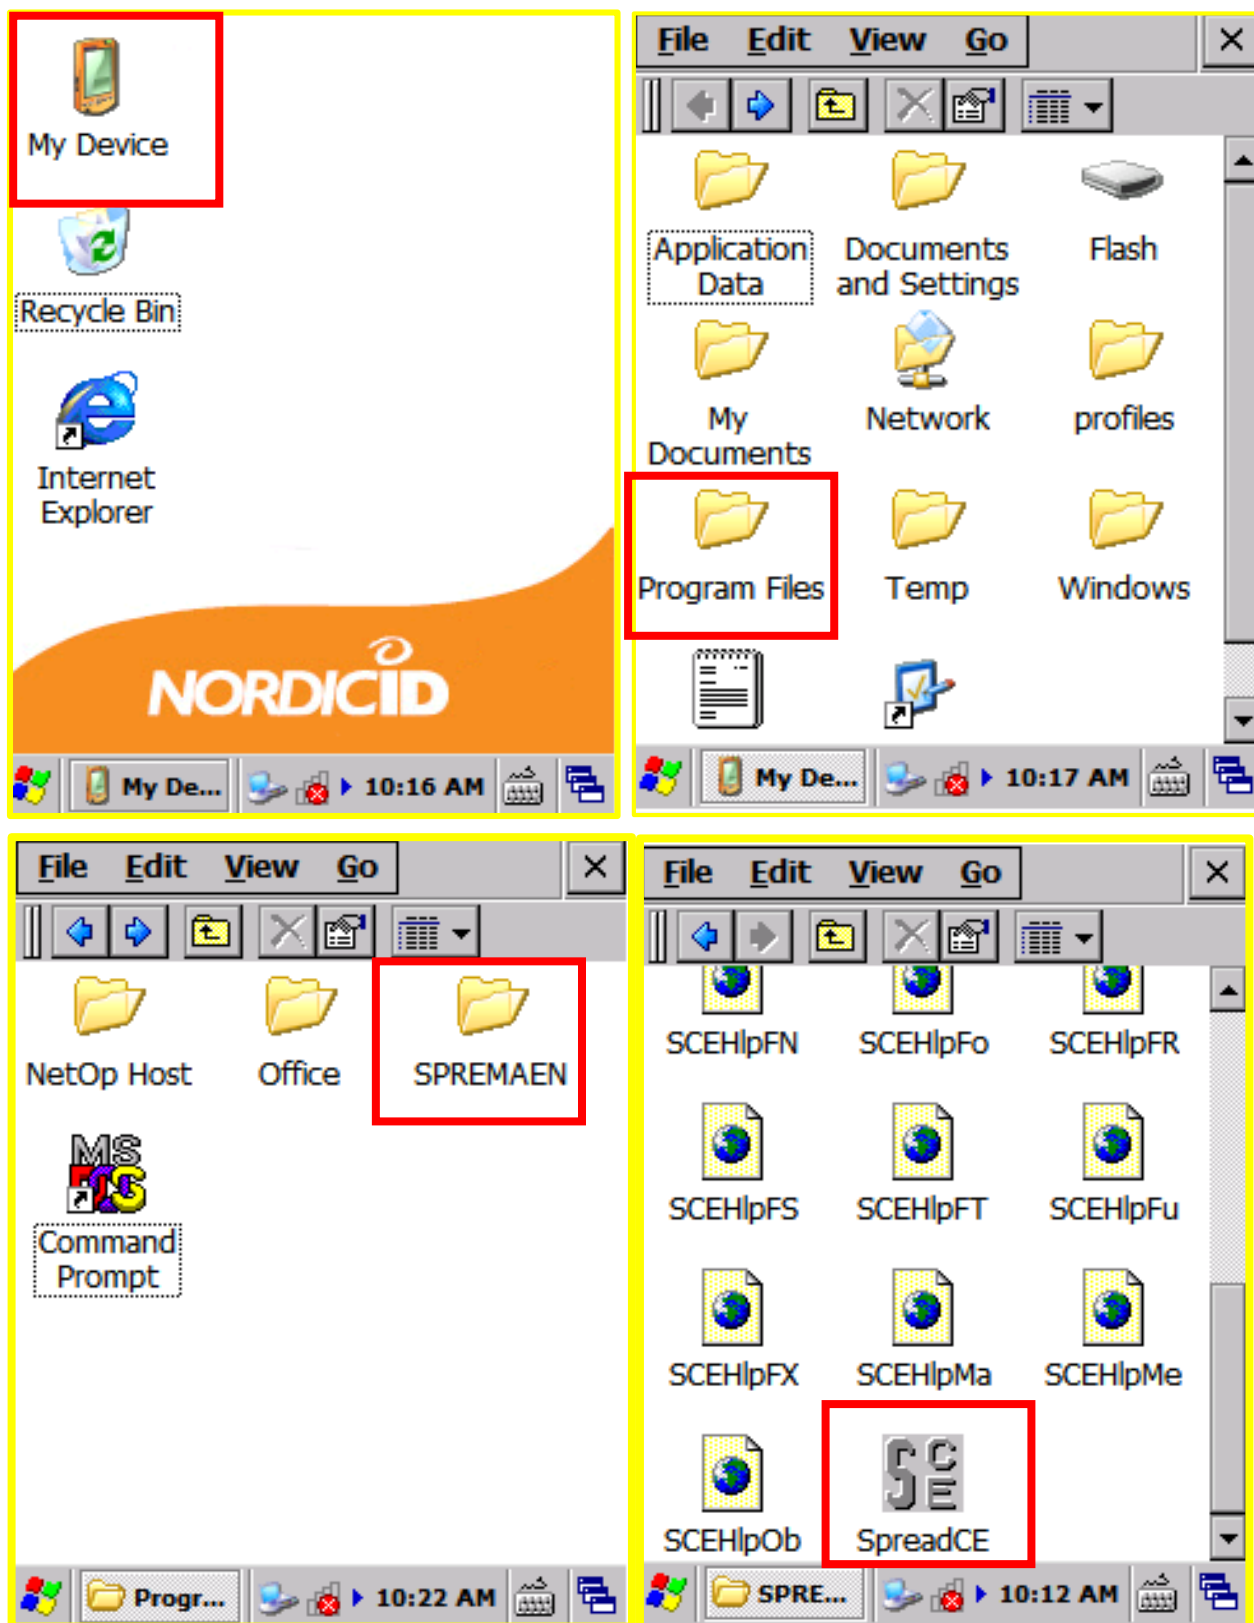 My Device
Recycle Bin
Internet
Explorer
NORDICID
My De...
10:16 AM
File Edit View Go
Application
Data
Documents
and Settings
Flash
My
Documents
Network
profiles
Program Files
Temp
Windows
My De...
10:17 AM
File Edit View Go
NetOp Host
Office
SPREMAEN
MS
DOS
Command
Prompt
Progr...
10:22 AM
File Edit View Go
SCEHlpFN
SCEHlpFo
SCEHlpFR
SCEHlpFS
SCEHlpFT
SCEHlpFu
SCEHlpFX
SCEHlpMa
SCEHlpMe
SCEHlpOb
SCE
SpreadCE
SPRE...
10:12 AM